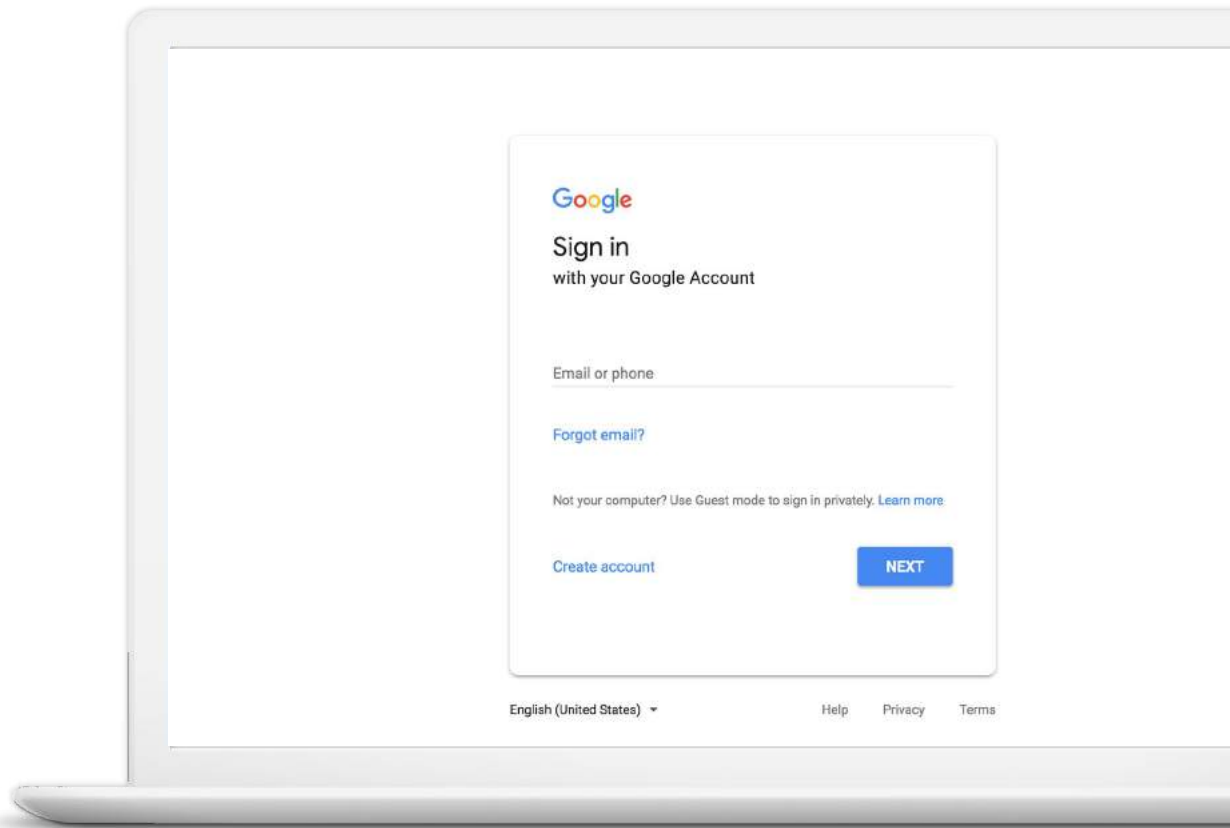 Google
Sign in
with your Google Account
Email or phone
Forgot email?
Not your computer? Use Guest mode to sign in privately. Learn more
Create account
NEXT
English (United States)
Help Privacy Terms